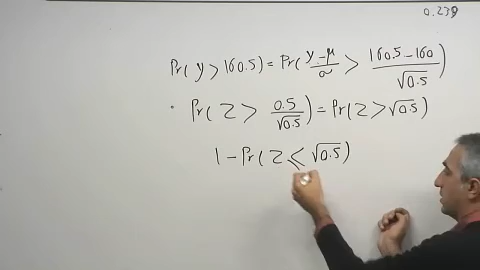 0.239
Pr(y > 160.5) = Pr( (y-μ)/σ > (160.5-160)/√0.5 )
• Pr( Z > 0.5/√0.5 ) = Pr(Z > √0.5)
1 - Pr( Z ≤ √0.5 )